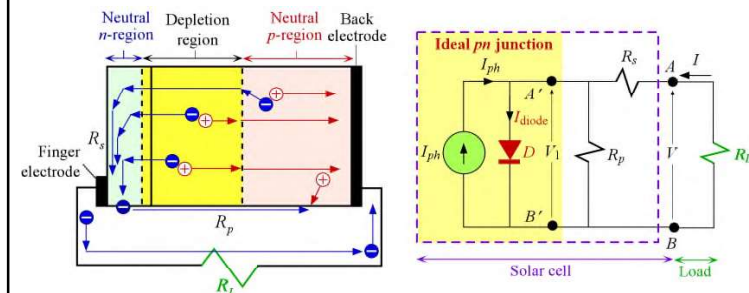 Neutral
n-region
Depletion
region
Neutral
p-region
Back
electrode
R_s
Finger
electrode
R_p
R_L
Ideal pn junction
I_ph
A′
I_diode
I_ph
D
V_1
B′
R_s
R_p
A
I
V
R_L
B
Solar cell
Load